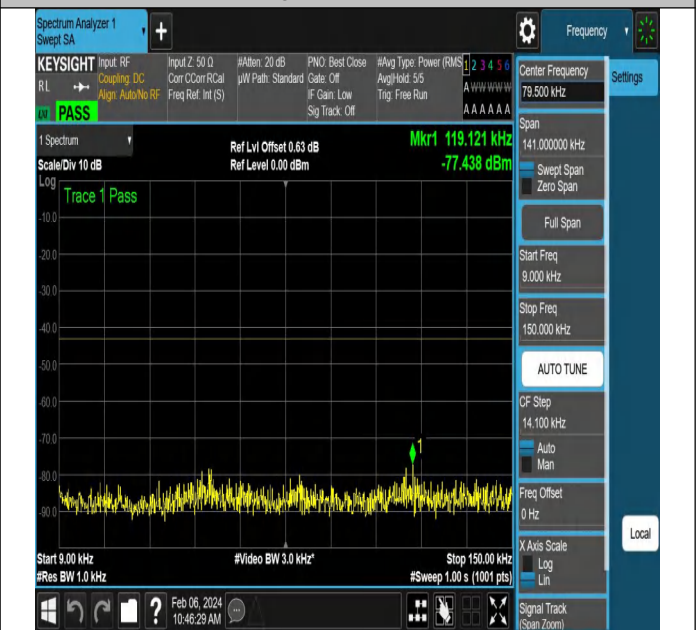 Spectrum Analyzer 1
Swept SA
Frequency
KEYSIGHT
RL
PASS
Input: RF
Coupling: DC
Align: Auto/No RF
Input Z: 50 Ω
Corr CCorr RCal
Freq Ref: Int (S)
#Atten: 20 dB
µW Path: Standard
PNO: Best Close
Gate: Off
IF Gain: Low
Sig Track: Off
#Avg Type: Power (RMS
Avg|Hold: 5/5
Trig: Free Run
1 2 3 4 5 6
A W W W W W
A A A A A A
1 Spectrum
Scale/Div 10 dB
Ref Lvl Offset 0.63 dB
Ref Level 0.00 dBm
Mkr1 119.121 kHz
-77.438 dBm
Log
Trace 1 Pass
-10.0
-20.0
-30.0
-40.0
-50.0
-60.0
-70.0
-80.0
-90.0
1
Start 9.00 kHz
#Res BW 1.0 kHz
#Video BW 3.0 kHz*
Stop 150.00 kHz
#Sweep 1.00 s (1001 pts)
Feb 06, 2024
10:46:29 AM
?
Center Frequency
79.500 kHz
Settings
Span
141.000000 kHz
Swept Span
Zero Span
Full Span
Start Freq
9.000 kHz
Stop Freq
150.000 kHz
AUTO TUNE
CF Step
14.100 kHz
Auto
Man
Freq Offset
0 Hz
Local
X Axis Scale
Log
Lin
Signal Track
(Span Zoom)